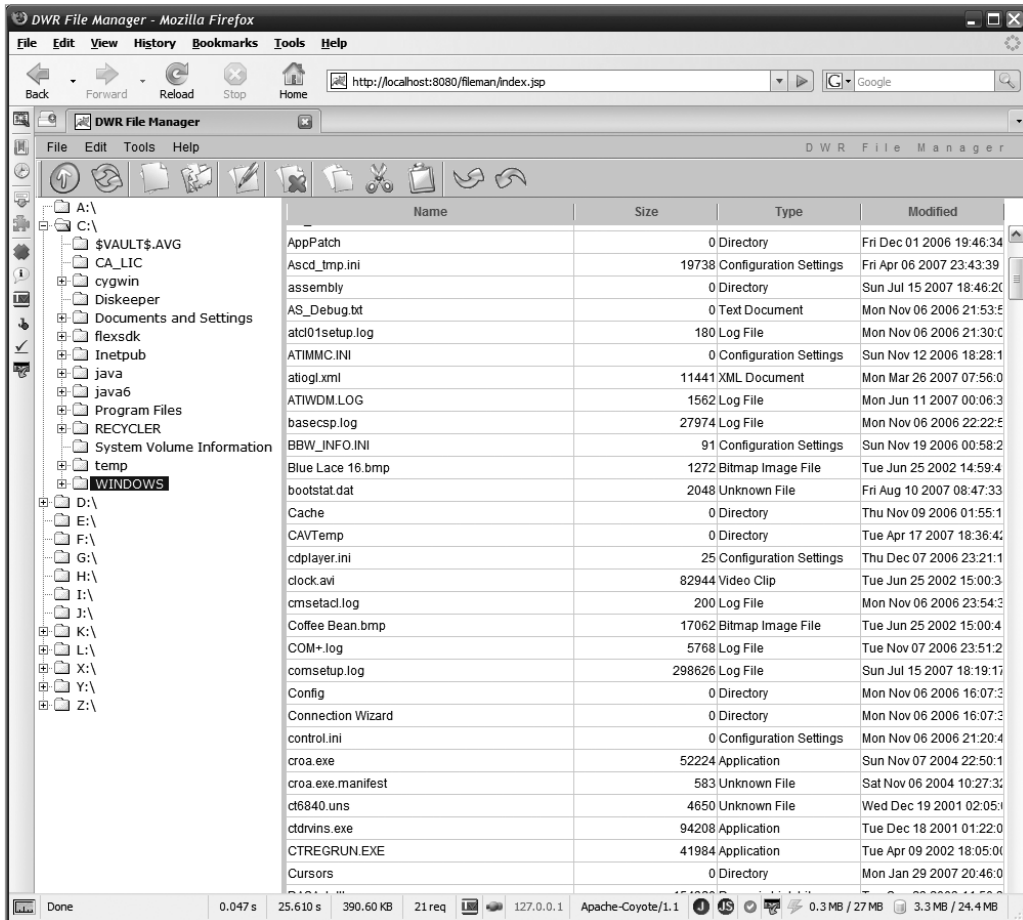 DWR File Manager - Mozilla Firefox
File Edit View History Bookmarks Tools Help
Back Forward Reload Stop Home http://localhost:8080/fileman/index.jsp Google
DWR File Manager
File Edit Tools Help DWR File Manager
A:\
C:\
$VAULT$.AVG
CA_LIC
cygwin
Diskeeper
Documents and Settings
flexsdk
Inetpub
java
java6
Program Files
RECYCLER
System Volume Information
temp
WINDOWS
D:\
E:\
F:\
G:\
H:\
I:\
J:\
K:\
L:\
X:\
Y:\
Z:\
Name Size Type Modified
AppPatch 0 Directory Fri Dec 01 2006 19:46:34
Ascd_tmp.ini 19738 Configuration Settings Fri Apr 06 2007 23:43:39
assembly 0 Directory Sun Jul 15 2007 18:46:20
AS_Debug.txt 0 Text Document Mon Nov 06 2006 21:53:
atcl01setup.log 180 Log File Mon Nov 06 2006 21:30:
ATIMMC.INI 0 Configuration Settings Sun Nov 12 2006 18:28:1
atiogl.xml 11441 XML Document Mon Mar 26 2007 07:56:0
ATIWDM.LOG 1562 Log File Mon Jun 11 2007 00:06:3
basecsp.log 27974 Log File Mon Nov 06 2006 22:22:
BBW_INFO.INI 91 Configuration Settings Sun Nov 19 2006 00:58:2
Blue Lace 16.bmp 1272 Bitmap Image File Tue Jun 25 2002 14:59:4
bootstat.dat 2048 Unknown File Fri Aug 10 2007 08:47:33
Cache 0 Directory Thu Nov 09 2006 01:55:1
CAVTemp 0 Directory Tue Apr 17 2007 18:36:42
cdplayer.ini 25 Configuration Settings Thu Dec 07 2006 23:21:1
clock.avi 82944 Video Clip Tue Jun 25 2002 15:00:3
cmsetacl.log 200 Log File Mon Nov 06 2006 23:54:3
Coffee Bean.bmp 17062 Bitmap Image File Tue Jun 25 2002 15:00:4
COM+.log 5768 Log File Tue Nov 07 2006 23:51:2
comsetup.log 298626 Log File Sun Jul 15 2007 18:19:17
Config 0 Directory Mon Nov 06 2006 16:07:3
Connection Wizard 0 Directory Mon Nov 06 2006 16:07:3
control.ini 0 Configuration Settings Mon Nov 06 2006 21:20:4
croa.exe 52224 Application Sun Nov 07 2004 22:50:1
croa.exe.manifest 583 Unknown File Sat Nov 06 2004 10:27:32
ct6840.uns 4650 Unknown File Wed Dec 19 2001 02:05:
ctdrvins.exe 94208 Application Tue Dec 18 2001 01:22:0
CTREGRUN.EXE 41984 Application Tue Apr 09 2002 18:05:00
Cursors 0 Directory Mon Jan 29 2007 20:46:0
Done 0.047 s 25.610 s 390.60 KB 21 req 127.0.0.1 Apache-Coyote/1.1 0.3 MB / 27 MB 3.3 MB / 24.4 MB